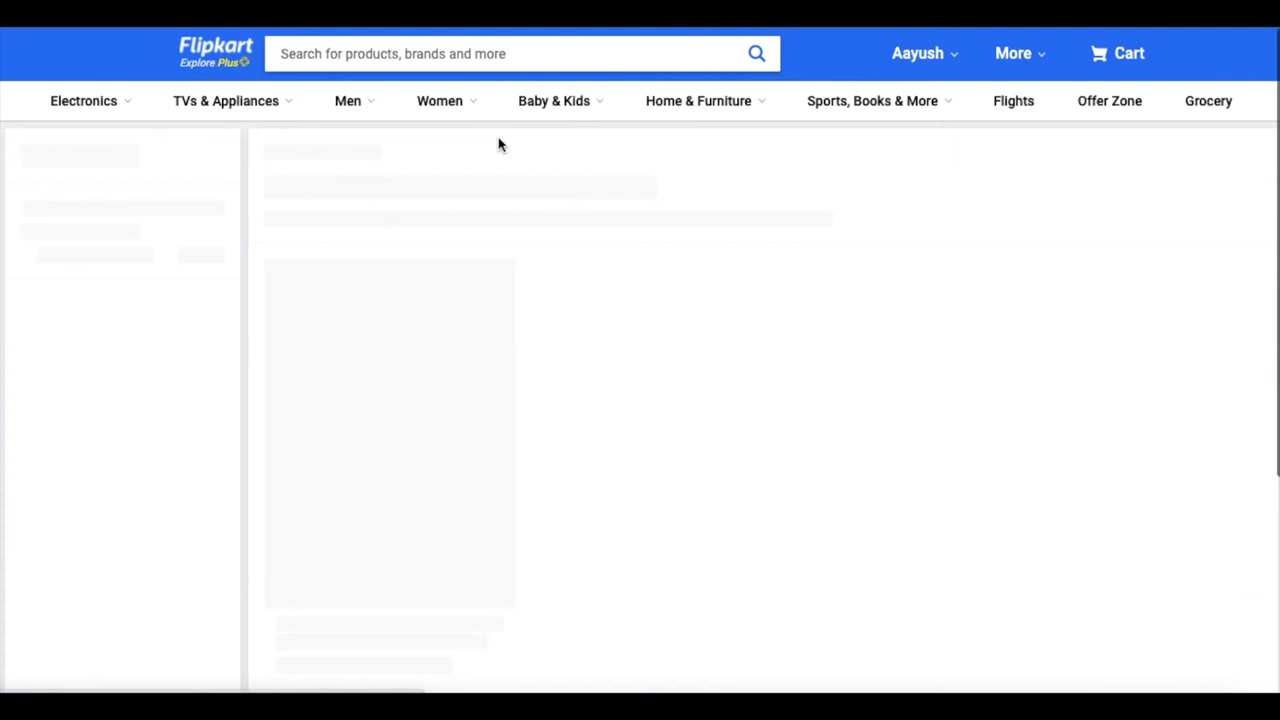 Flipkart
Explore Plus
Search for products, brands and more
Aayush
More
Cart
Electronics
TVs & Appliances
Men
Women
Baby & Kids
Home & Furniture
Sports, Books & More
Flights
Offer Zone
Grocery